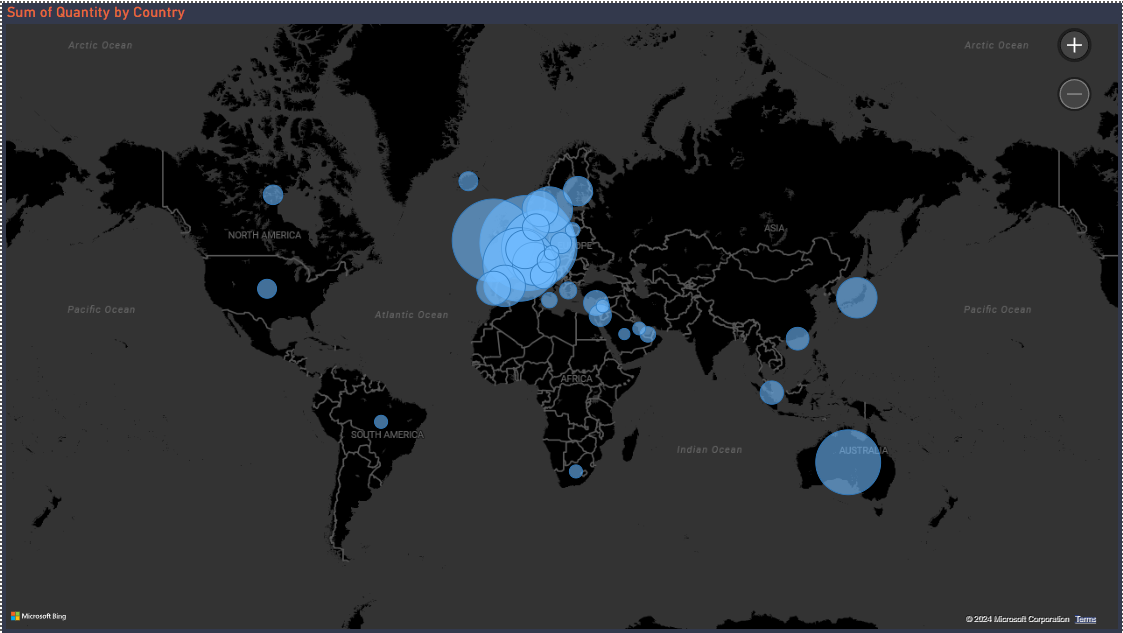 Sum of Quantity by Country
Arctic Ocean
Arctic Ocean
NORTH AMERICA
ASIA
OPE
Pacific Ocean
Atlantic Ocean
Pacific Ocean
AFRICA
SOUTH AMERICA
Indian Ocean
AUSTRALIA
Microsoft Bing
© 2024 Microsoft Corporation Terms